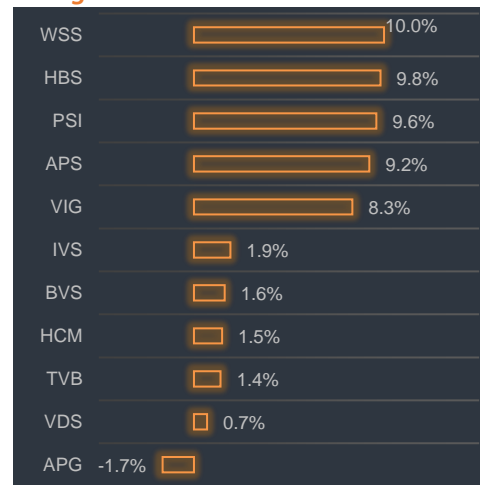 WSS 10.0%
HBS 9.8%
PSI 9.6%
APS 9.2%
VIG 8.3%
IVS 1.9%
BVS 1.6%
HCM 1.5%
TVB 1.4%
VDS 0.7%
APG -1.7%